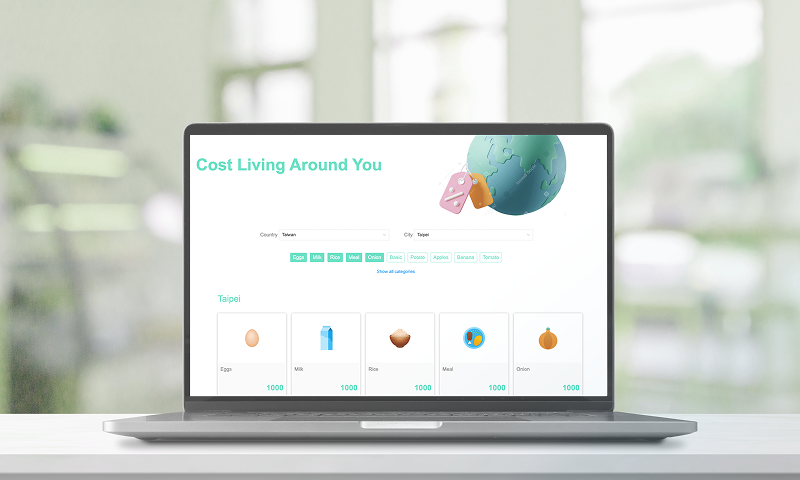 Cost Living Around You
Country Taiwan City Taipei
Eggs Milk Rice Meal Onion Potato Apples Banana Tomato
Show all categories
Taipei
Eggs Milk Rice Meal Onion
1000 1000 1000 1000 1000